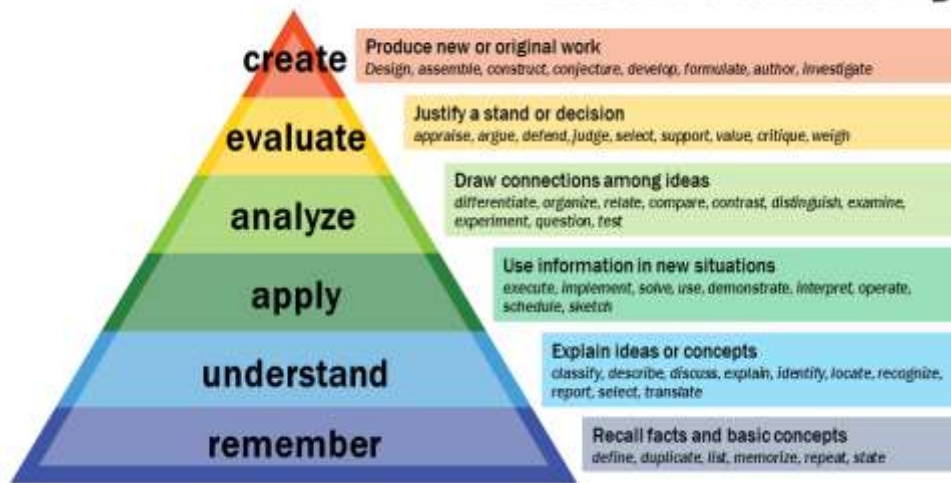 create
Produce new or original work
Design, assemble, construct, conjecture, develop, formulate, author, investigate
evaluate
Justify a stand or decision
appraise, argue, defend, judge, select, support, value, critique, weigh
analyze
Draw connections among ideas
differentiate, organize, relate, compare, contrast, distinguish, examine,
experiment, question, test
apply
Use information in new situations
execute, implement, solve, use, demonstrate, interpret, operate,
schedule, sketch
understand
Explain ideas or concepts
classify, describe, discuss, explain, identify, locate, recognize,
report, select, translate
remember
Recall facts and basic concepts
define, duplicate, list, memorize, repeat, state